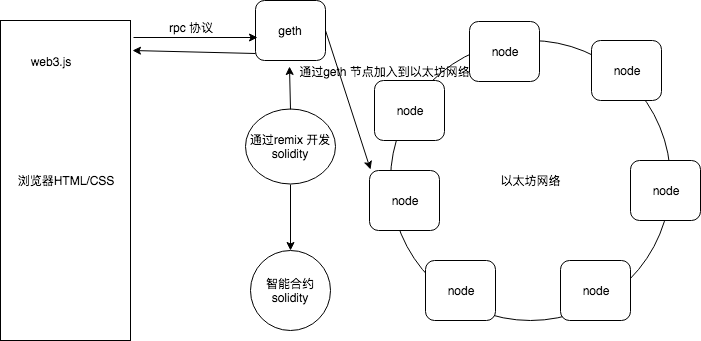 rpc 协议
geth
web3.js
通过geth 节点加入到以太坊网络
node
node
node
通过remix 开发
solidity
浏览器HTML/CSS
以太坊网络
node
node
智能合约
solidity
node
node